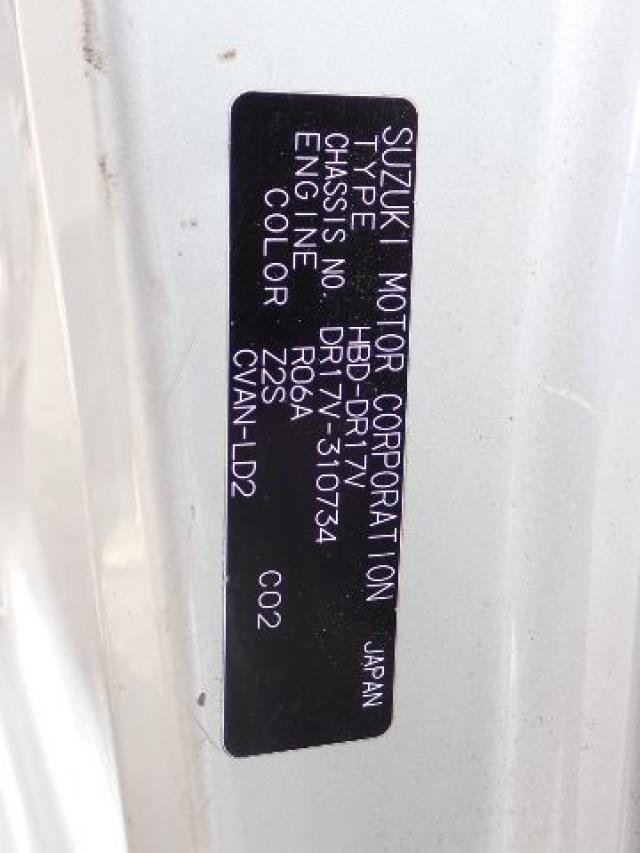 SUZUKI MOTOR CORPORATION JAPAN
TYPE HBD-DR17V
CHASSIS NO. DR17V-310734
ENGINE R06A
COLOR Z2S C02
CVAN-LD2